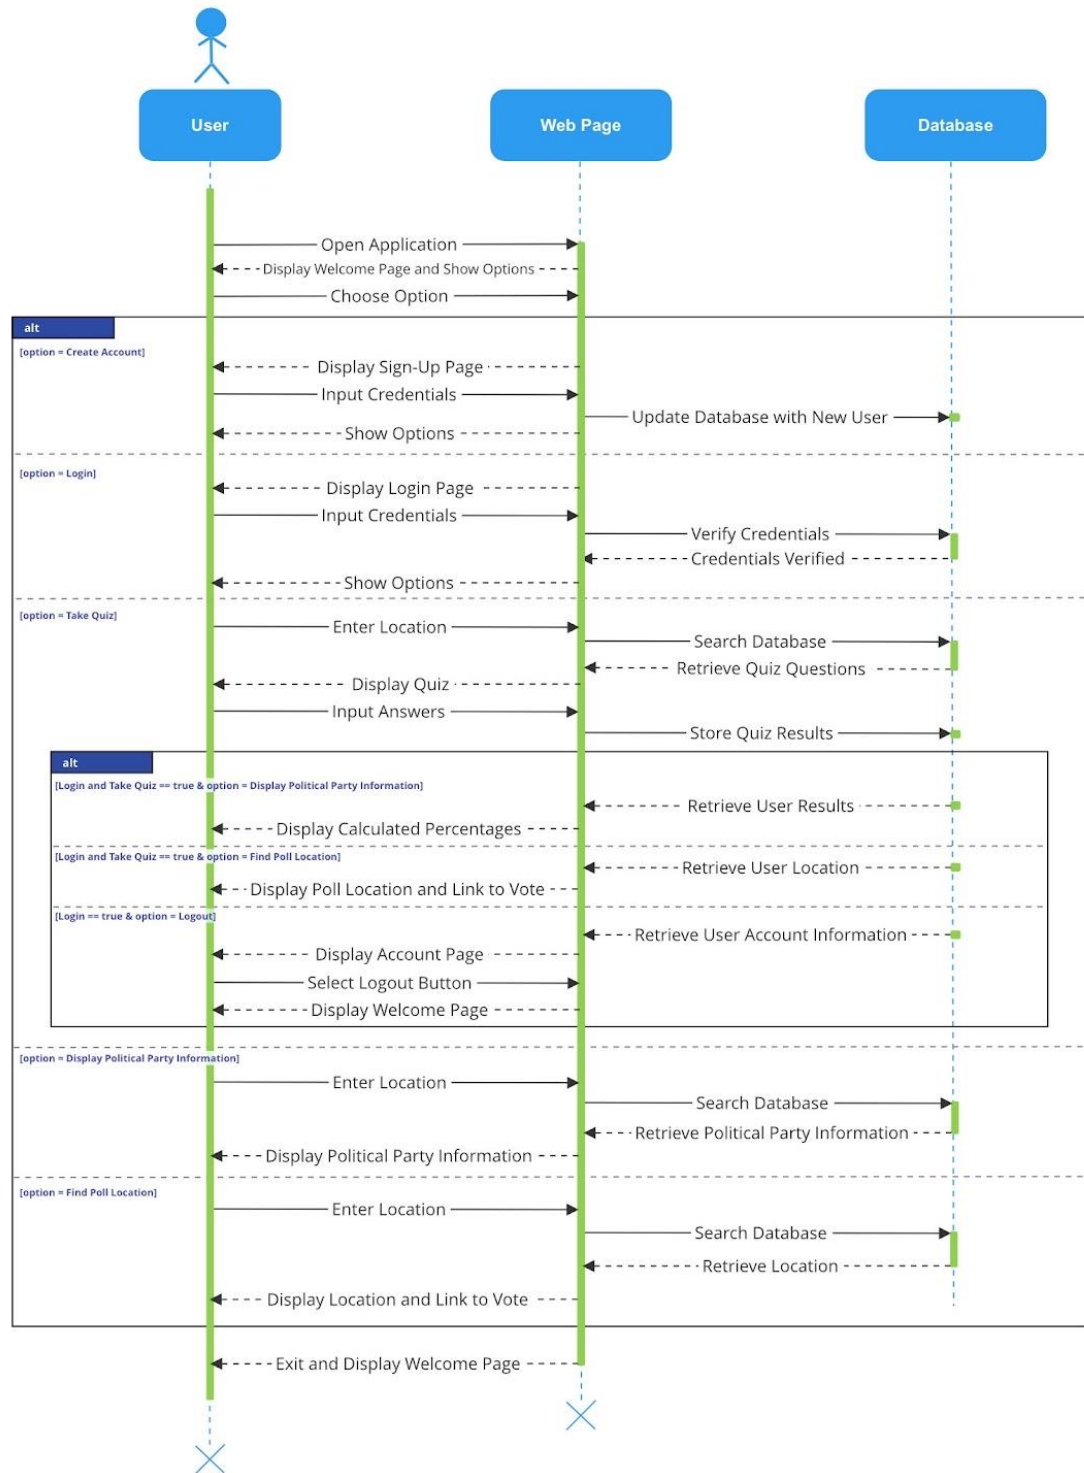 User
Web Page
Database
Open Application
Display Welcome Page and Show Options
Choose Option
alt
[option = Create Account]
Display Sign-Up Page
Input Credentials
Update Database with New User
Show Options
[option = Login]
Display Login Page
Input Credentials
Verify Credentials
Credentials Verified
Show Options
[option = Take Quiz]
Enter Location
Search Database
Retrieve Quiz Questions
Display Quiz
Input Answers
Store Quiz Results
alt
[Login and Take Quiz == true & option = Display Political Party Information]
Retrieve User Results
Display Calculated Percentages
[Login and Take Quiz == true & option = Find Poll Location]
Retrieve User Location
Display Poll Location and Link to Vote
[Login == true & option = Logout]
Retrieve User Account Information
Display Account Page
Select Logout Button
Display Welcome Page
[option = Display Political Party Information]
Enter Location
Search Database
Retrieve Political Party Information
Display Political Party Information
[option = Find Poll Location]
Enter Location
Search Database
Retrieve Location
Display Location and Link to Vote
Exit and Display Welcome Page